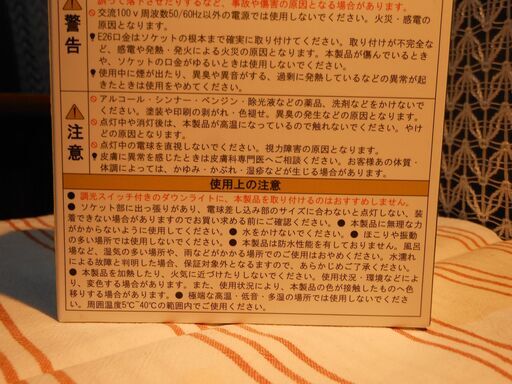 誤って落下させたりするなど、事故や傷害の原因となる場合があります。
交流100v 周波数50/60Hz以外の電源では使用しないでください。火災・感電
の原因となります。
E26口金はソケットの根本まで確実に取り付けてください。取り付けが不完全な
ど、感電や発熱・発火による火災の原因となります。本製品が傷んでいるとき
や、ソケットの口金がゆるいときは使用しないでください。
使用中に煙が出たり、異臭や異音がする、過剰に発熱しているなどの異常が起
きたときは使用をやめてください。
警告
アルコール・シンナー・ベンジン・除光液などの薬品、洗剤などをかけないで
ください。塗装や印刷の剥がれ・色褪せ。異臭の発生などの原因となります。
点灯中や消灯後は、本製品が高温になっているので触れないでください。やけ
どの原因となります。
点灯中の電球を直視しないでください。視力障害の原因となります。
皮膚に異常を感じたときは皮膚科専門医へご相談ください。お客様あの体質・
体調によっては、かゆみ・かぶれ・湿疹などが生じる場合があります。
注意
使用上の注意
● 調光スイッチ付きのダウンライトに、本製品を取り付けるのはおすすめしません。
● ソケット部に出っ張りがあり、電球差し込み部のサイズに合わないと点灯しない、装
着できない場合がありますのでお買い求める前にご確認ください。● 本製品に無理な力
がかからないように使用してください。● 水をかけないでください。● ほこりや振動
の多い場所では使用しないでください。● 本製品は防水性能を有しておりません。風呂
場など、湿気の多い場所や、雨などがかかる場所でのご使用はおやめください。水濡れ
による故障と判明した場合、保証対象外となるますので、あらかじめご了承ください。
● 本製品を加熱したり、火気に近づけたりしないでください。使用状況・環境などによ
り、変色する場合があります。また、使用状況により、本製品の色が接触したものへ色
移りする場合があります。● 極端な高温・低音・多湿の場所では使用しないでください。
周囲温度5℃~40℃の範囲内でご使用ください。